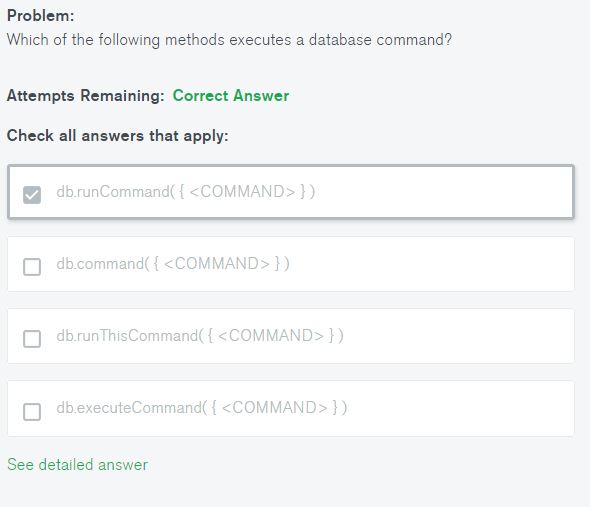 Problem:
Which of the following methods executes a database command?
Attempts Remaining: Correct Answer
Check all answers that apply:
db.runCommand( { <COMMAND> } )
db.command( { <COMMAND> } )
db.runThisCommand( { <COMMAND> } )
db.executeCommand( { <COMMAND> } )
See detailed answer